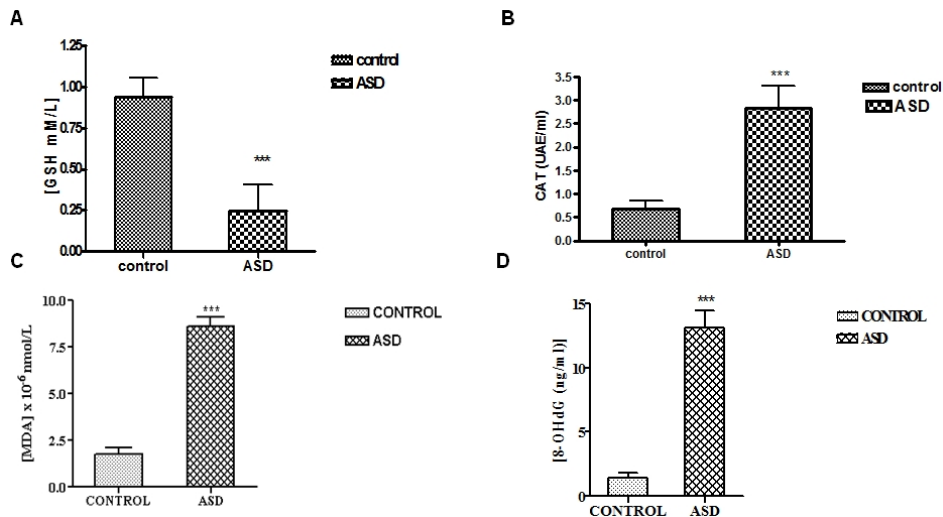 A
1.25
1.00
0.75
0.50
0.25
0.00
[GSH mM/L]
***
control
ASD
control
ASD
B
3.5
3.0
2.5
2.0
1.5
1.0
0.5
0.0
CAT (UAE/ml)
***
control
ASD
control
ASD
C
10.0
7.5
5.0
2.5
0.0
[MDA] x 10-6 nmol/L
***
CONTROL
ASD
CONTROL
ASD
D
15
10
5
0
[8-OHdG (ng/ml)]
***
CONTROL
ASD
CONTROL
ASD